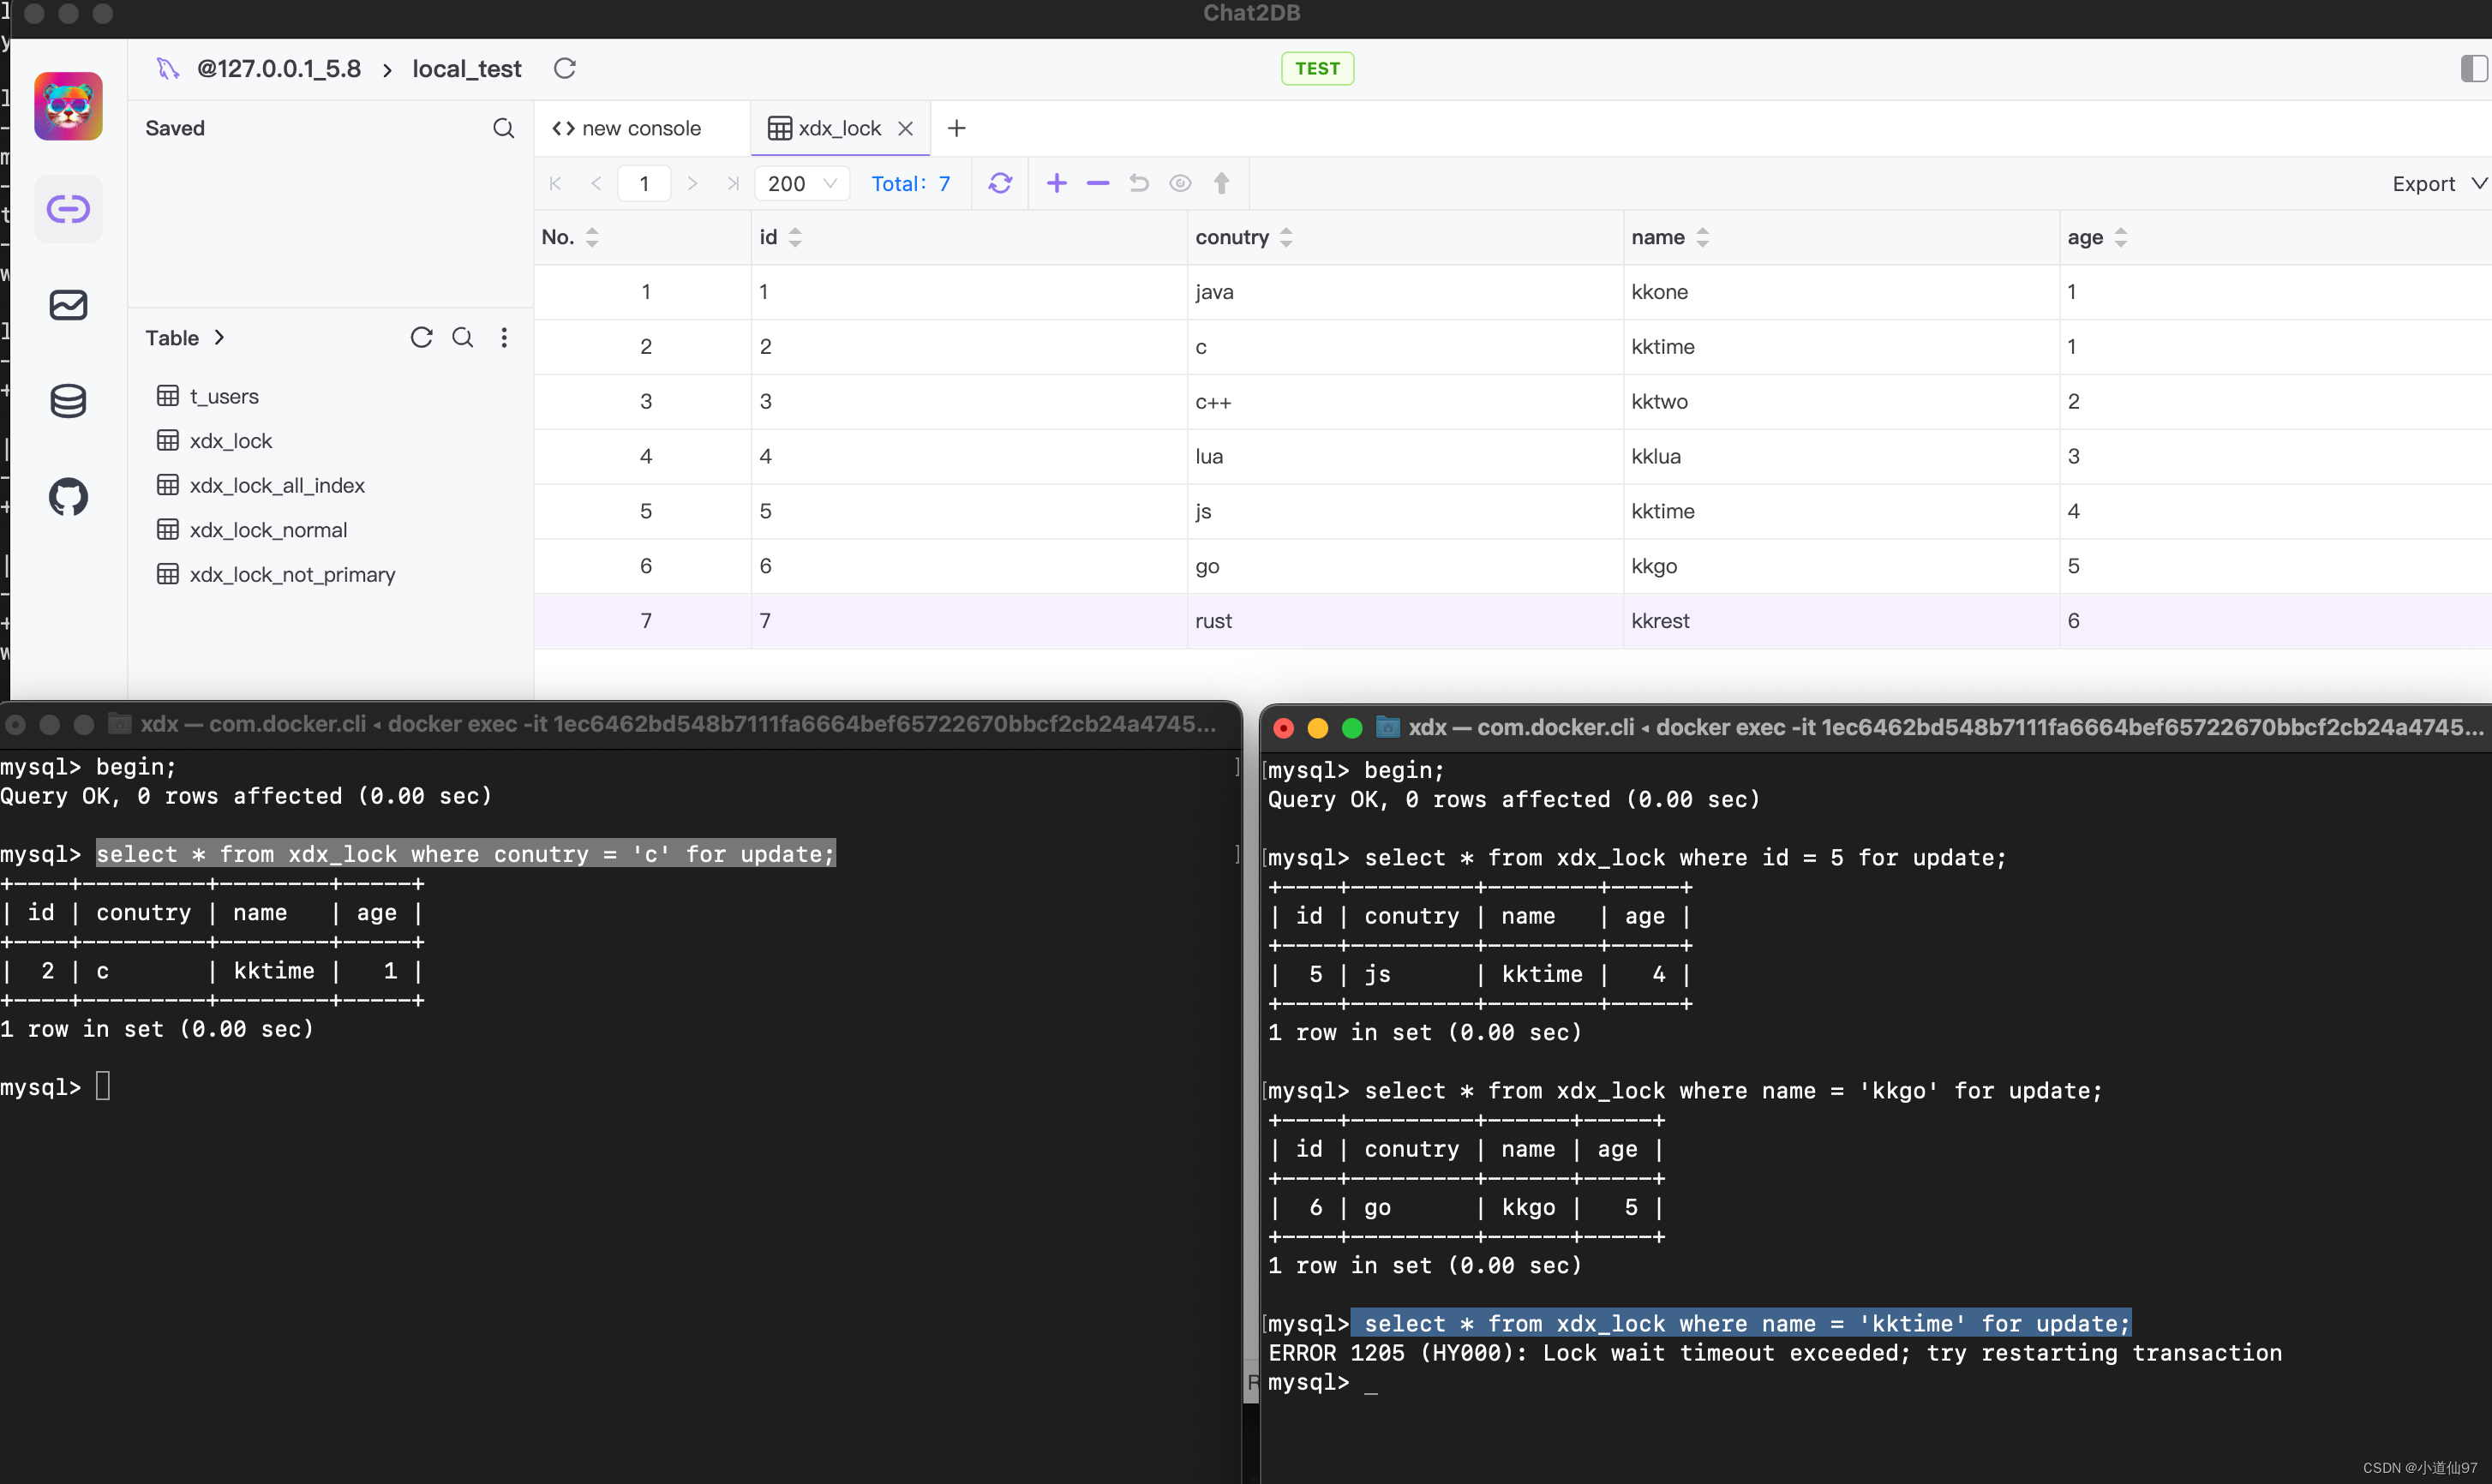 Chat2DB
@127.0.0.1_5.8 > local_test
TEST
Saved
<> new console
xdx_lock
1
200
Total: 7
Export
No. id conutry name age
1 1 java kkone 1
2 2 c kktime 1
3 3 c++ kktwo 2
4 4 lua kklua 3
5 5 js kktime 4
6 6 go kkgo 5
7 7 rust kkrest 6
Table >
t_users
xdx_lock
xdx_lock_all_index
xdx_lock_normal
xdx_lock_not_primary
xdx — com.docker.cli ◂ docker exec -it 1ec6462bd548b7111fa6664bef65722670bbcf2cb24a4745...
mysql> begin;
Query OK, 0 rows affected (0.00 sec)
mysql> select * from xdx_lock where conutry = 'c' for update;
+----+---------+--------+-----+
| id | conutry | name   | age |
+----+---------+--------+-----+
|  2 | c       | kktime |   1 |
+----+---------+--------+-----+
1 row in set (0.00 sec)
mysql>
xdx — com.docker.cli ◂ docker exec -it 1ec6462bd548b7111fa6664bef65722670bbcf2cb24a4745...
mysql> begin;
Query OK, 0 rows affected (0.00 sec)
mysql> select * from xdx_lock where id = 5 for update;
+----+---------+--------+-----+
| id | conutry | name   | age |
+----+---------+--------+-----+
|  5 | js      | kktime |   4 |
+----+---------+--------+-----+
1 row in set (0.00 sec)
mysql> select * from xdx_lock where name = 'kkgo' for update;
+----+---------+------+-----+
| id | conutry | name | age |
+----+---------+------+-----+
|  6 | go      | kkgo |   5 |
+----+---------+------+-----+
1 row in set (0.00 sec)
mysql> select * from xdx_lock where name = 'kktime' for update;
ERROR 1205 (HY000): Lock wait timeout exceeded; try restarting transaction
mysql> _
CSDN @小道仙97